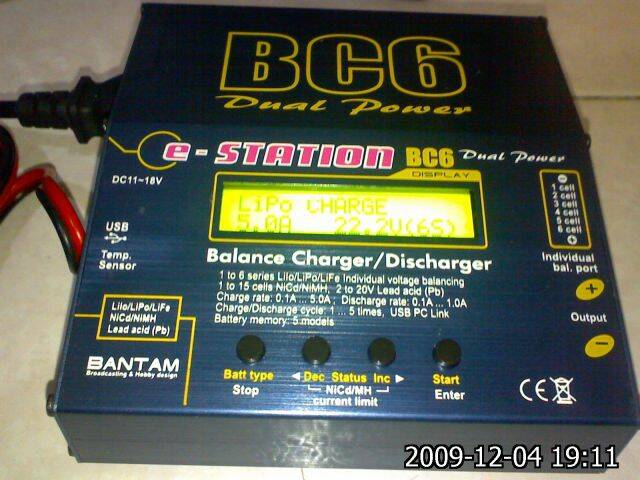 BC6
Dual Power
e-STATION BC6 Dual Power
DISPLAY
DC11~18V
LiPo CHARGE
5.0A 22.2V(6S)
1 cell
2 cell
3 cell
4 cell
5 cell
6 cell
USB
Temp.
Sensor
Individual
bal. port
Balance Charger/Discharger
1 to 6 series LiIo/LiPo/LiFe Individual voltage balancing
1 to 15 cells NiCd/NiMH, 2 to 20V Lead acid (Pb)
Charge rate: 0.1A ... 5.0A ; Discharge rate: 0.1A ... 1.0A
Charge/Discharge cycle: 1 ... 5 times, USB PC Link
Battery memory: 5 models
Output
LiIo/LiPo/LiFe
NiCd/NiMH
Lead acid (Pb)
BANTAM
Broadcasting & Hobby design
Batt type
Stop
◄ Dec Status Inc ►
NiCd/MH
current limit
Start
Enter
CE
2009-12-04 19:11